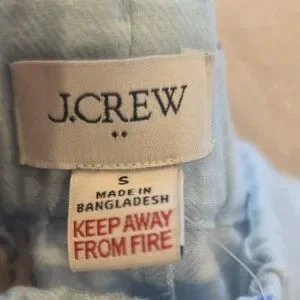 J.CREW
S
MADE IN
BANGLADESH
KEEP AWAY
FROM FIRE